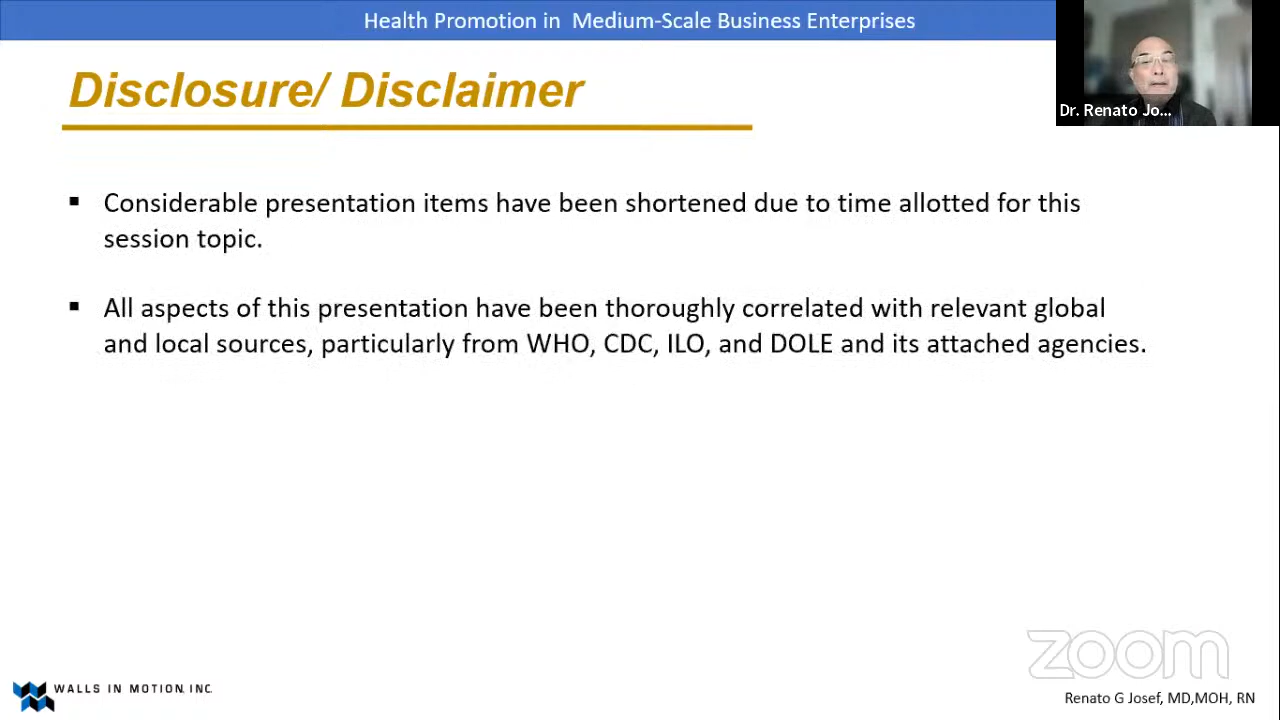 Health Promotion in Medium-Scale Business Enterprises
Disclosure/ Disclaimer
Dr. Renato Jo...
▪ Considerable presentation items have been shortened due to time allotted for this
session topic.
▪ All aspects of this presentation have been thoroughly correlated with relevant global
and local sources, particularly from WHO, CDC, ILO, and DOLE and its attached agencies.
zoom
WALLS IN MOTION, INC.
Renato G Josef, MD,MOH, RN